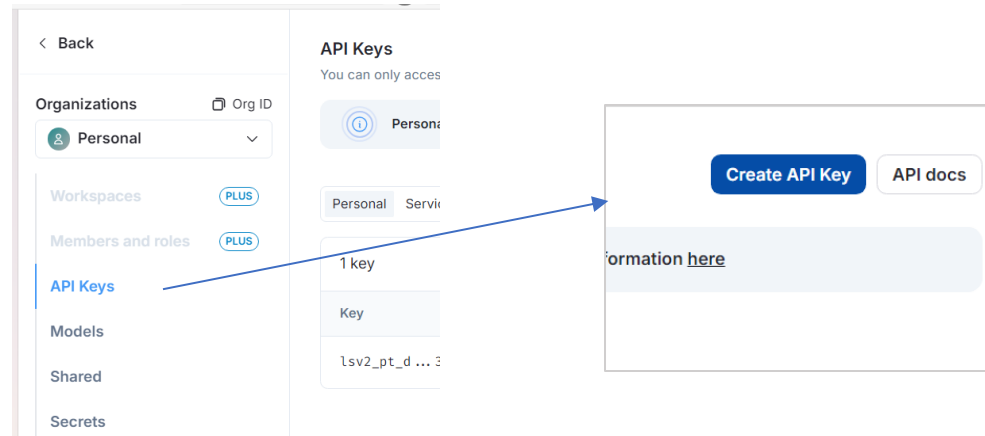 Back
Organizations
Org ID
Personal
Workspaces PLUS
Members and roles PLUS
API Keys
Models
Shared
Secrets
API Keys
You can only acces
Persona
Personal Servic
1 key
Key
lsv2_pt_d...3
Create API Key
API docs
formation here